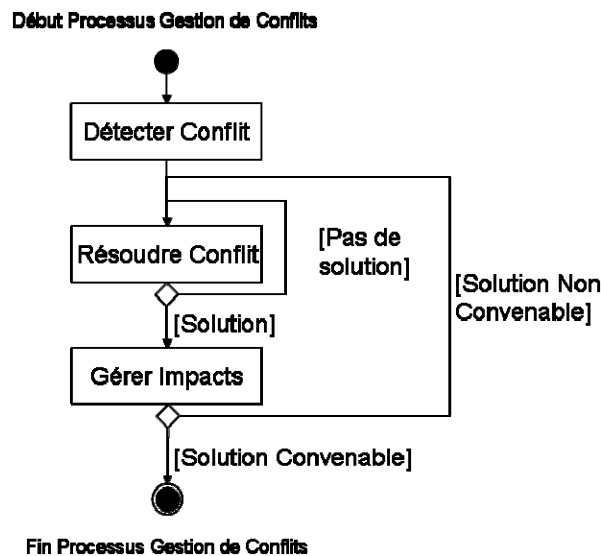 Début Processus Gestion de Conflits
Détecter Conflit
Résoudre Conflit
[Pas de
solution]
[Solution Non
Convenable]
[Solution]
Gérer Impacts
[Solution Convenable]
Fin Processus Gestion de Conflits